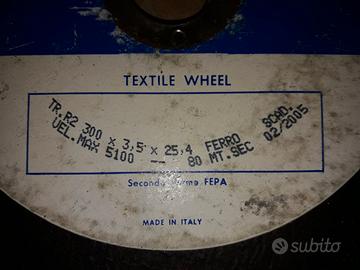 TEXTILE WHEEL
TR.R2 300 x 3,5 x 25,4 FERRO SCAD.
VEL.MAX 5100 -- 80 MT.SEC 02/2005
Secondo Norme FEPA
MADE IN ITALY
subito